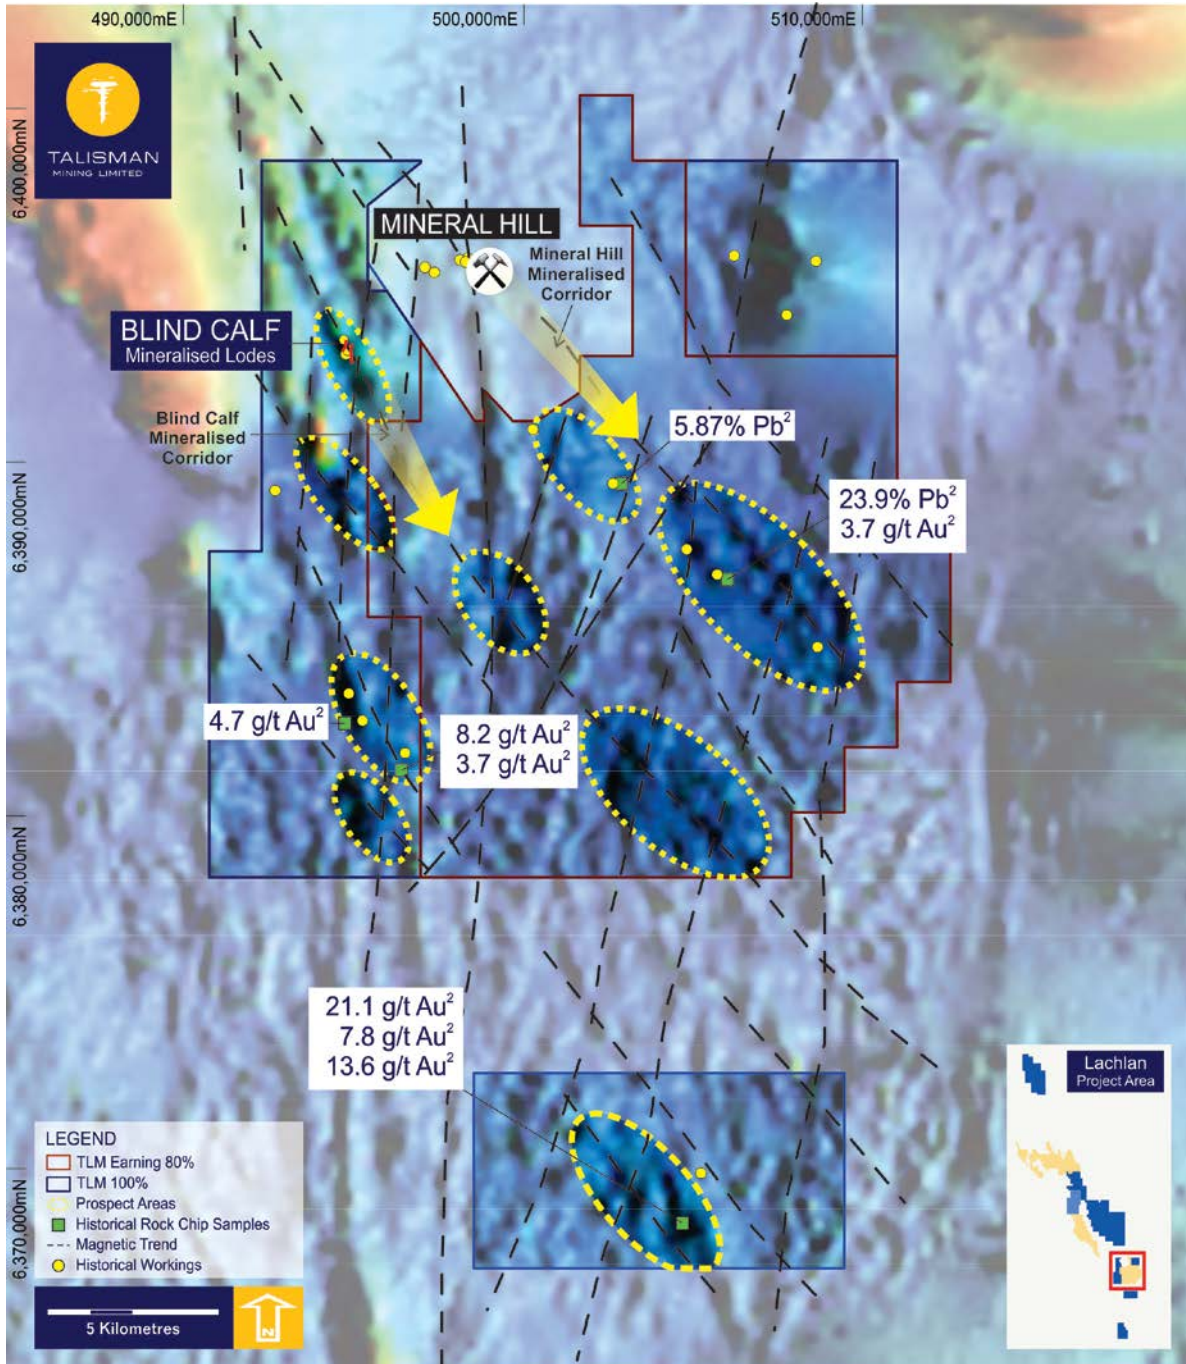 490,000mE
500,000mE
510,000mE
TALISMAN
MINING LIMITED
6,400,000mN
MINERAL HILL
Mineral Hill
Mineralised
Corridor
BLIND CALF
Mineralised Lodes
Blind Calf
Mineralised
Corridor
5.87% Pb²
6,390,000mN
23.9% Pb²
3.7 g/t Au²
4.7 g/t Au²
8.2 g/t Au²
3.7 g/t Au²
6,380,000mN
21.1 g/t Au²
7.8 g/t Au²
13.6 g/t Au²
6,370,000mN
LEGEND
TLM Earning 80%
TLM 100%
Prospect Areas
Historical Rock Chip Samples
Magnetic Trend
Historical Workings
5 Kilometres
N
Lachlan
Project Area